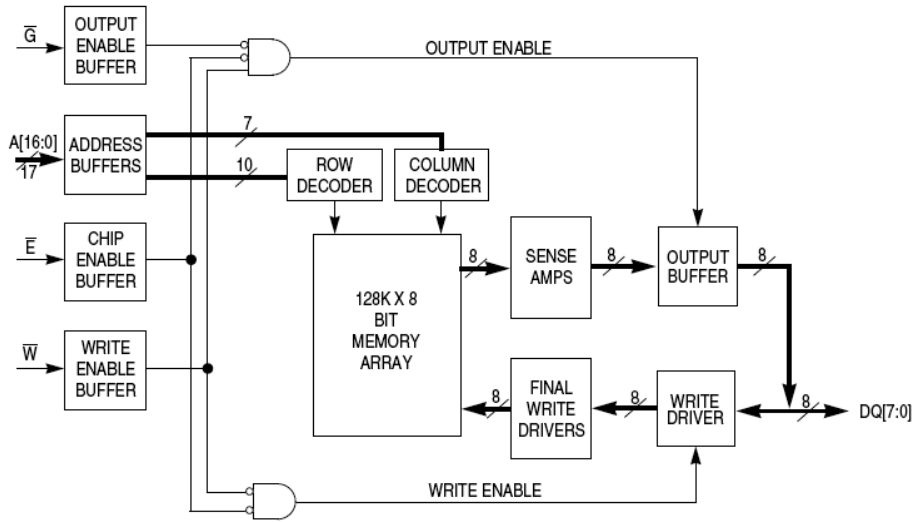 G̅
OUTPUT
ENABLE
BUFFER
OUTPUT ENABLE
A[16:0]
17
ADDRESS
BUFFERS
7
10
ROW
DECODER
COLUMN
DECODER
E̅
CHIP
ENABLE
BUFFER
128K X 8
BIT
MEMORY
ARRAY
8
SENSE
AMPS
8
OUTPUT
BUFFER
8
W̅
WRITE
ENABLE
BUFFER
8
FINAL
WRITE
DRIVERS
8
WRITE
DRIVER
8
DQ[7:0]
WRITE ENABLE